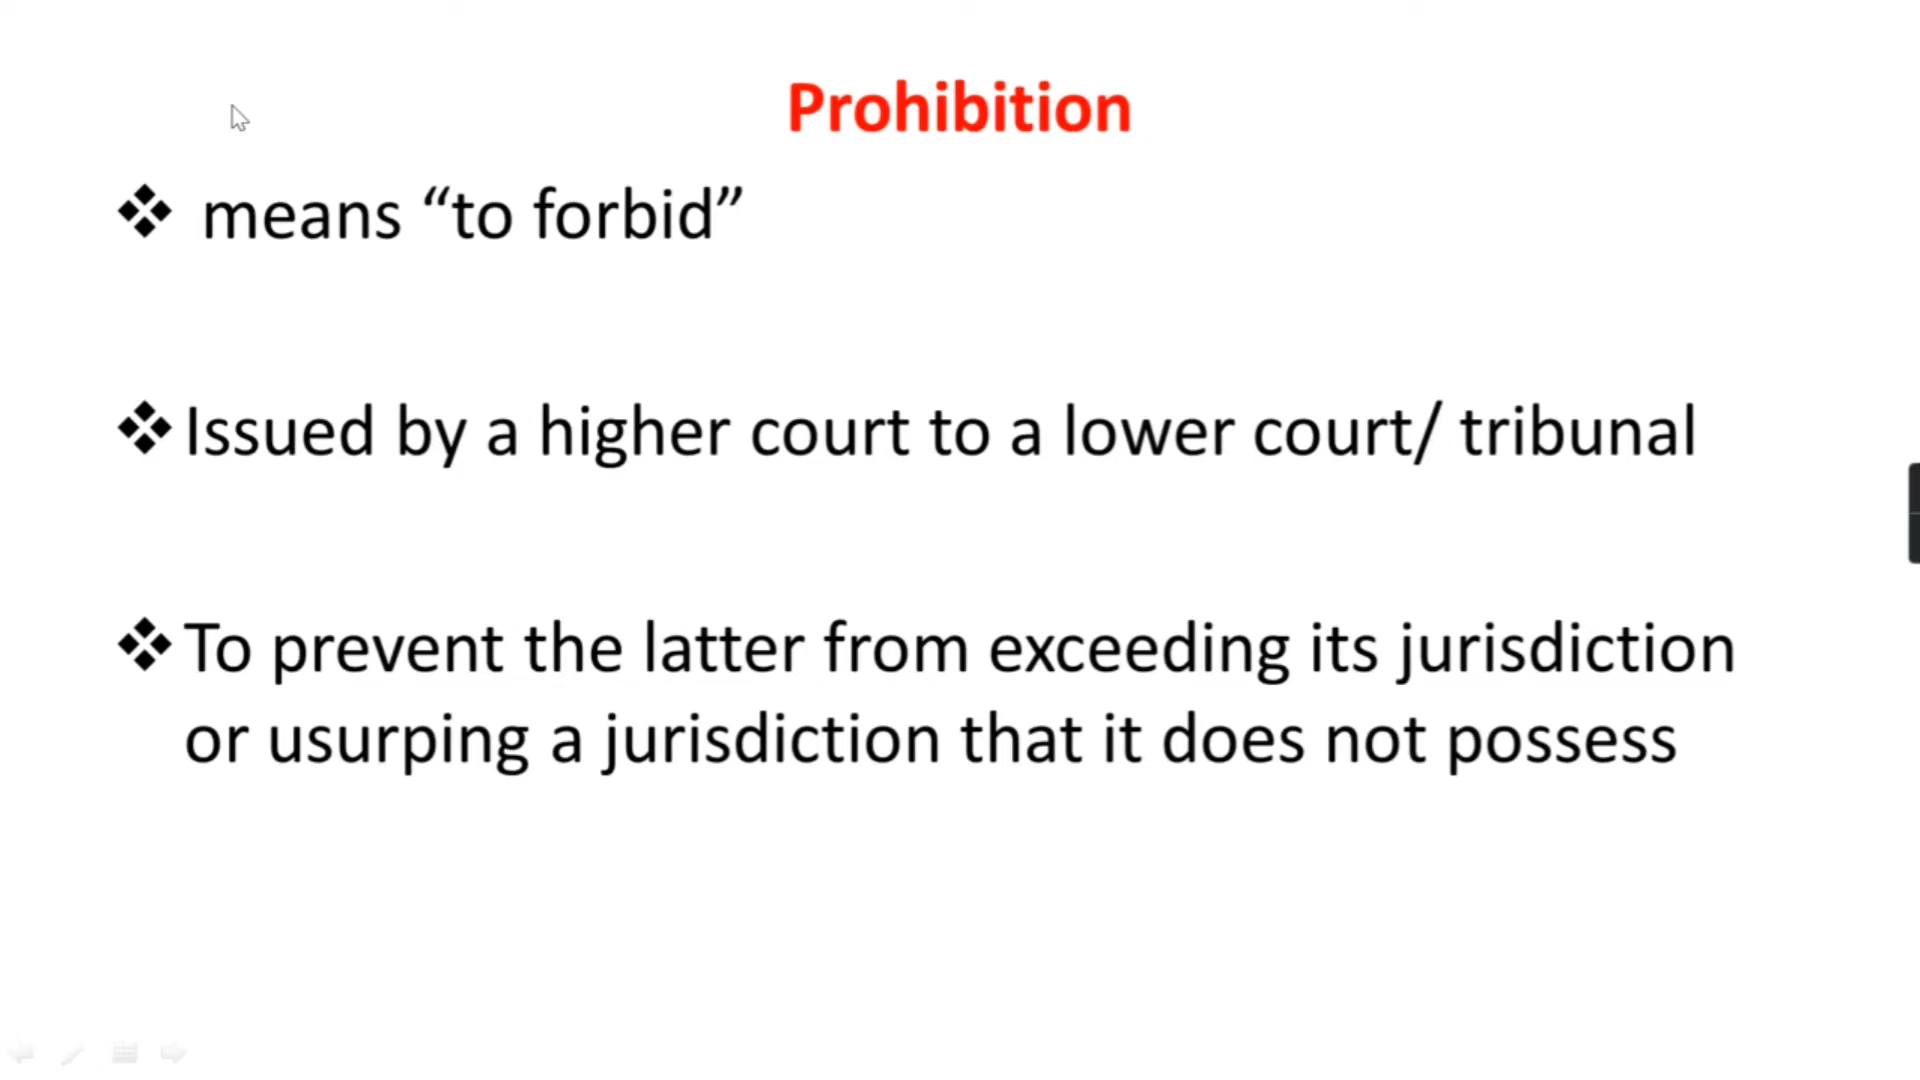 Prohibition
❖ means “to forbid”
❖ Issued by a higher court to a lower court/ tribunal
❖ To prevent the latter from exceeding its jurisdiction
or usurping a jurisdiction that it does not possess